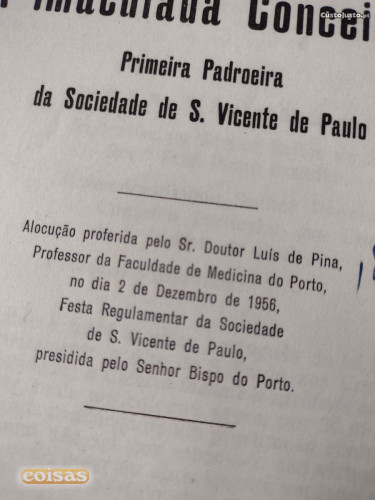 Imaculada Concei
Primeira Padroeira
da Sociedade de S. Vicente de Paulo
Alocução proferida pelo Sr. Doutor Luís de Pina,
Professor da Faculdade de Medicina do Porto,
no dia 2 de Dezembro de 1956,
Festa Regulamentar da Sociedade
de S. Vicente de Paulo,
presidida pelo Senhor Bispo do Porto.
coisas
CustoJusto.pt